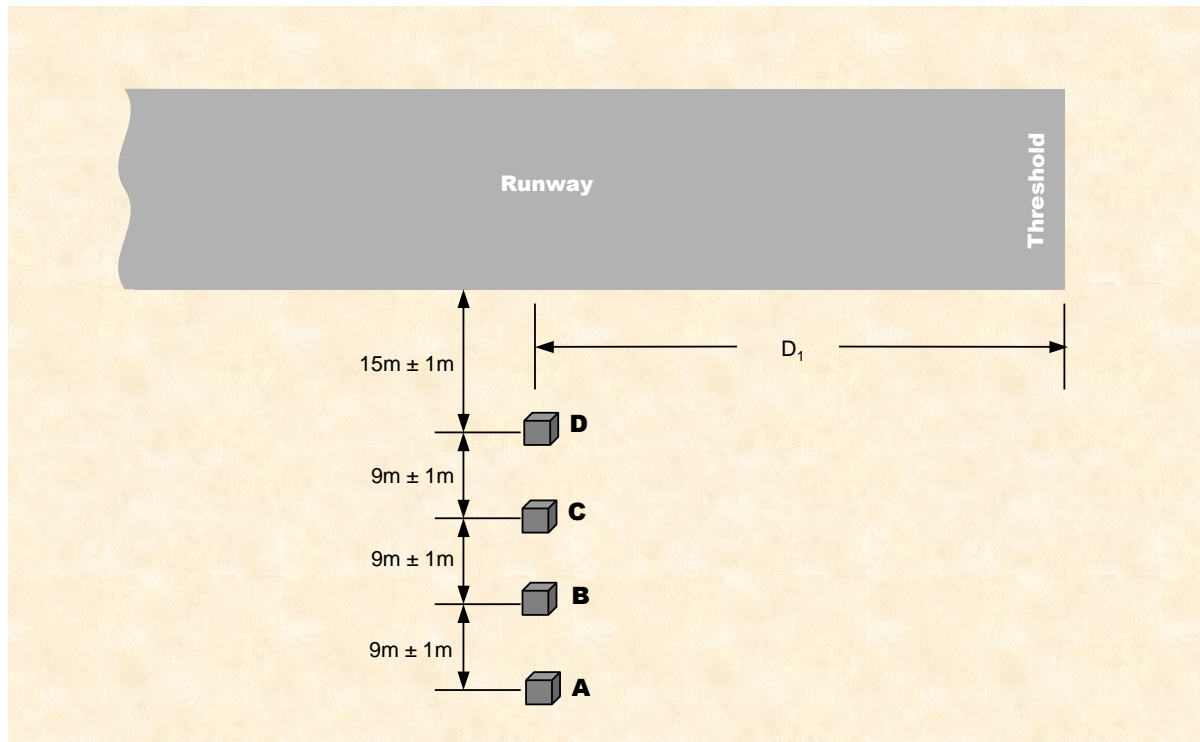 Runway
Threshold
15m ± 1m
D₁
D
9m ± 1m
C
9m ± 1m
B
9m ± 1m
A